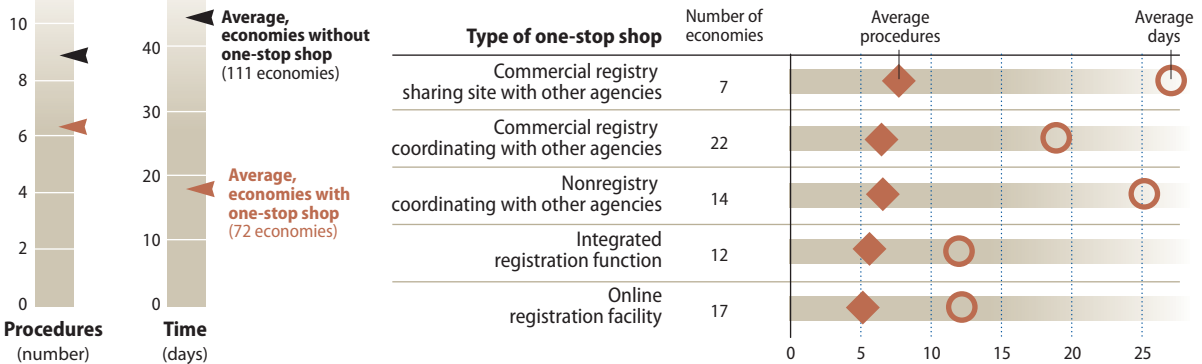 10
8
6
4
2
0
Procedures
(number)
40
30
20
10
0
Time
(days)
Average,
economies without
one-stop shop
(111 economies)
Average,
economies with
one-stop shop
(72 economies)
Type of one-stop shop
Number of
economies
Average
procedures
Average
days
Commercial registry
sharing site with other agencies
7
Commercial registry
coordinating with other agencies
22
Nonregistry
coordinating with other agencies
14
Integrated
registration function
12
Online
registration facility
17
0 5 10 15 20 25